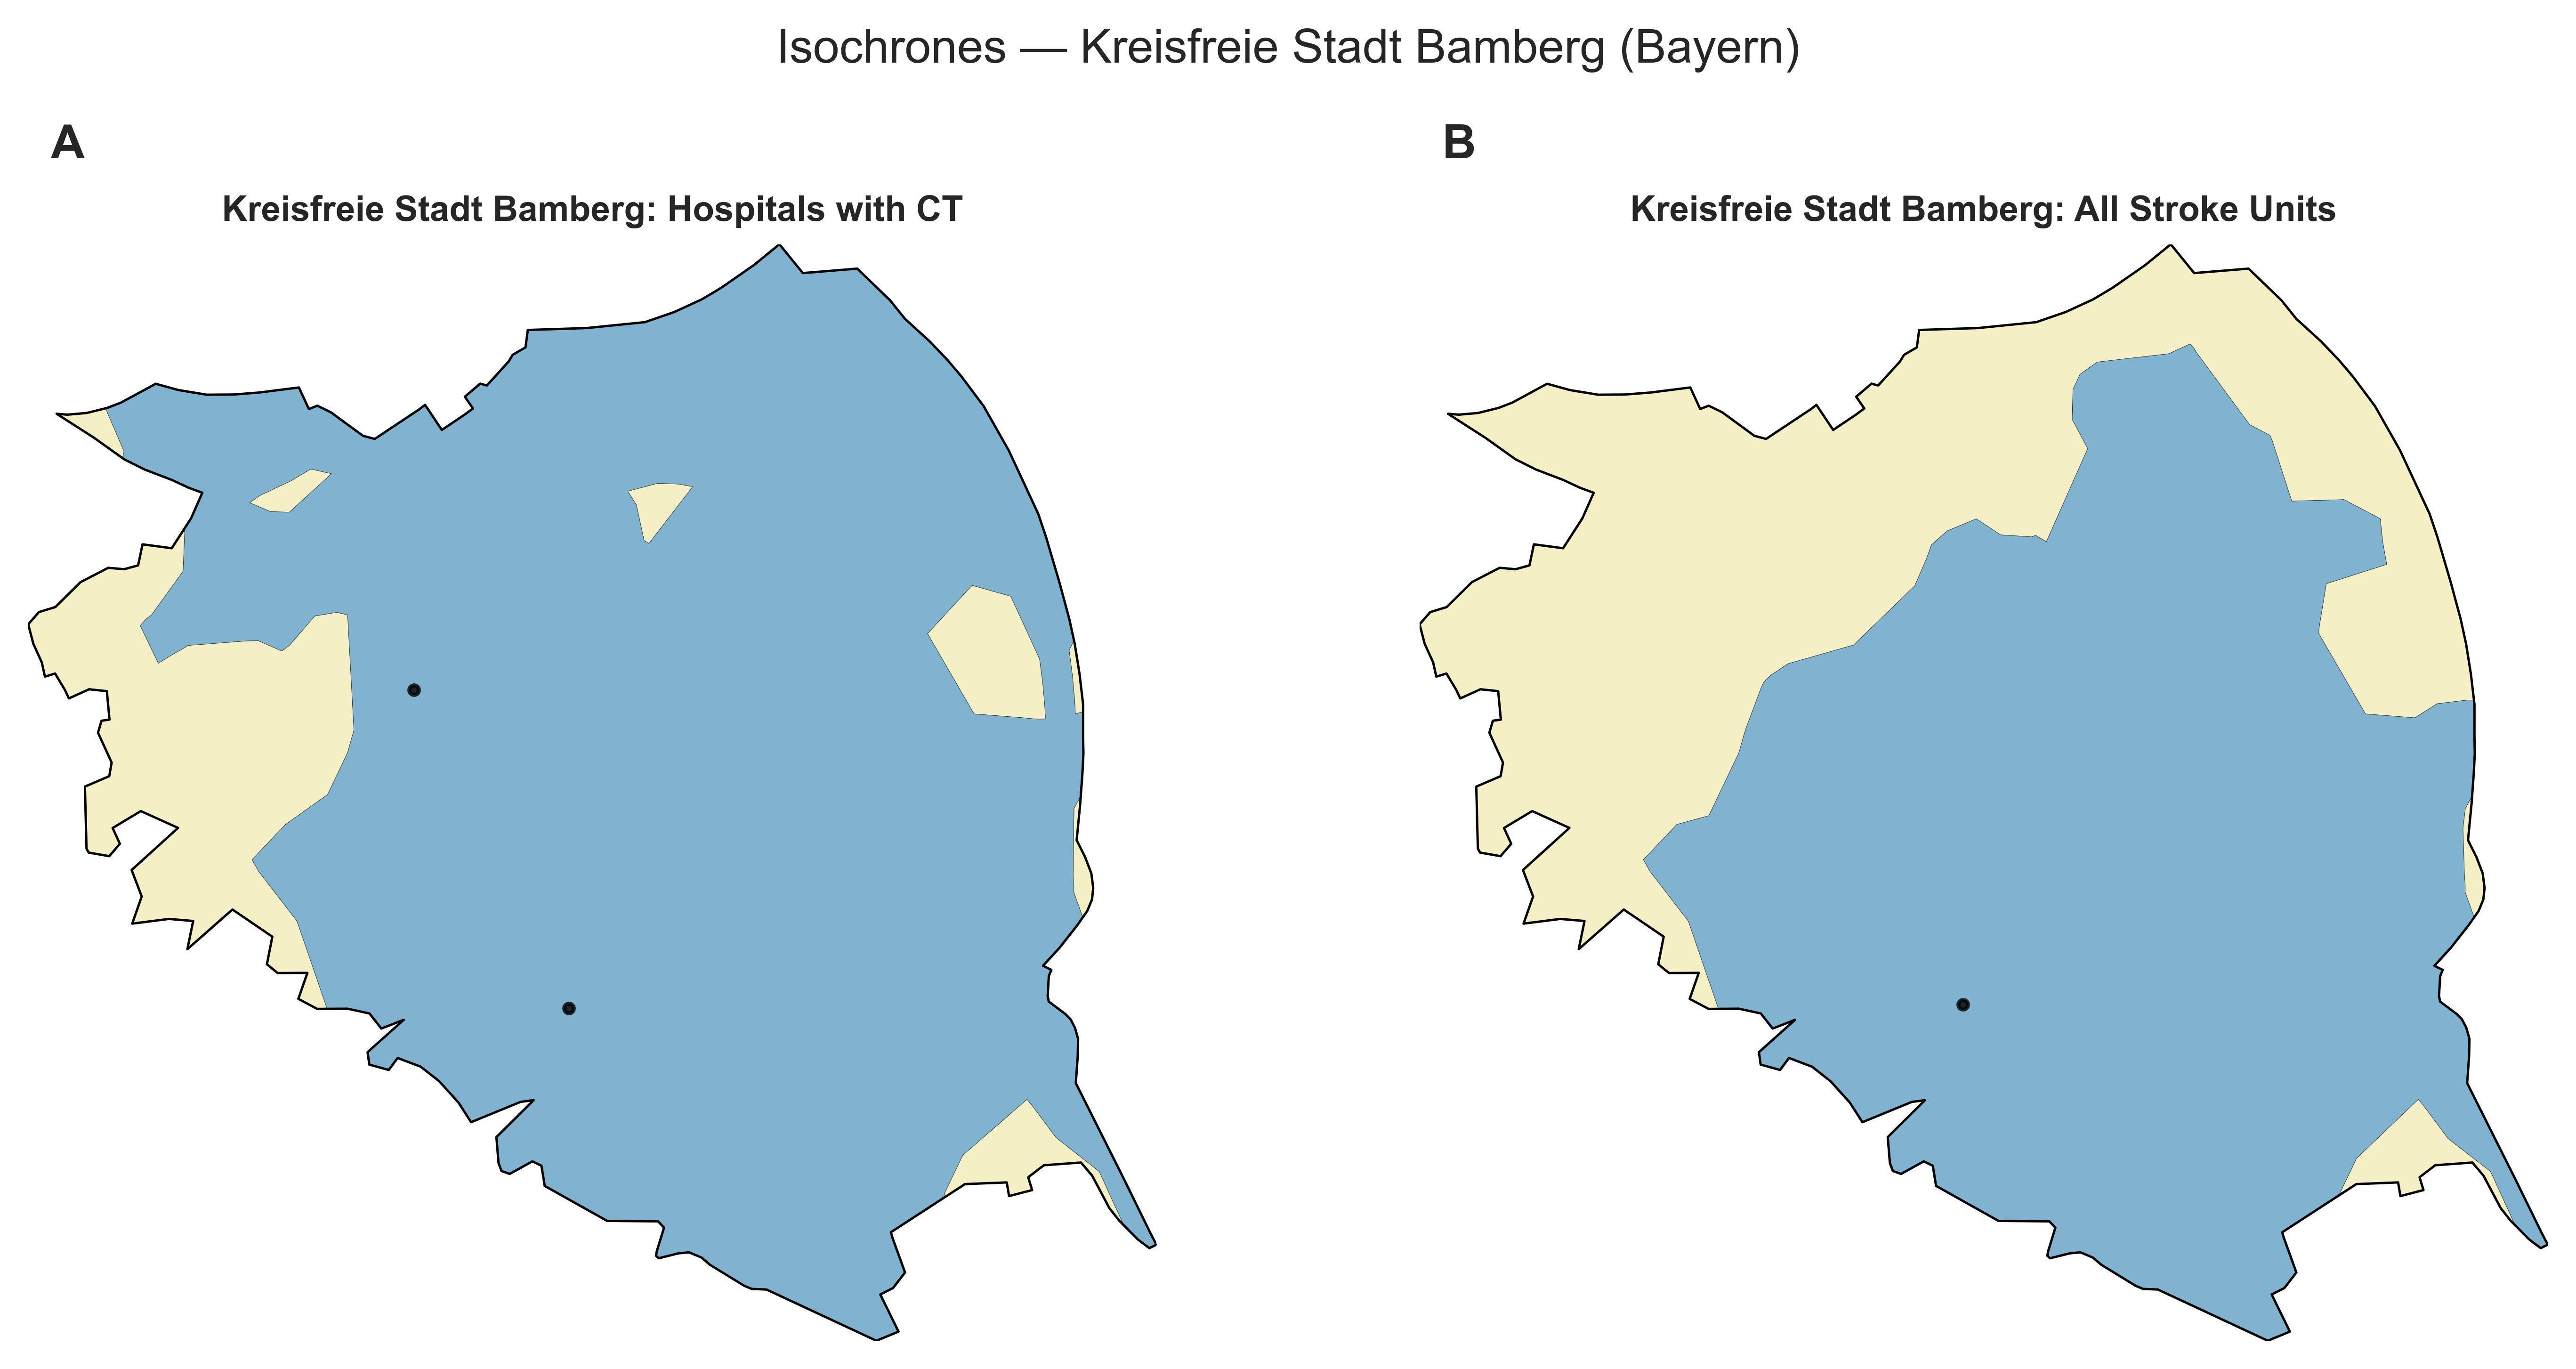 Isochrones — Kreisfreie Stadt Bamberg (Bayern)
A
B
Kreisfreie Stadt Bamberg: Hospitals with CT
Kreisfreie Stadt Bamberg: All Stroke Units